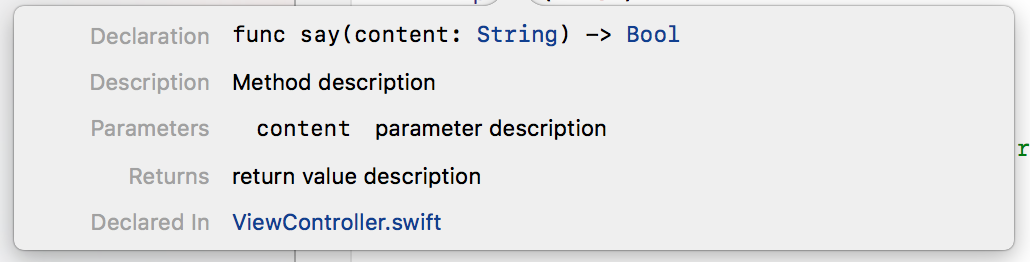 Declaration func say(content: String) -> Bool
Description Method description
Parameters content parameter description
Returns return value description
Declared In ViewController.swift
r